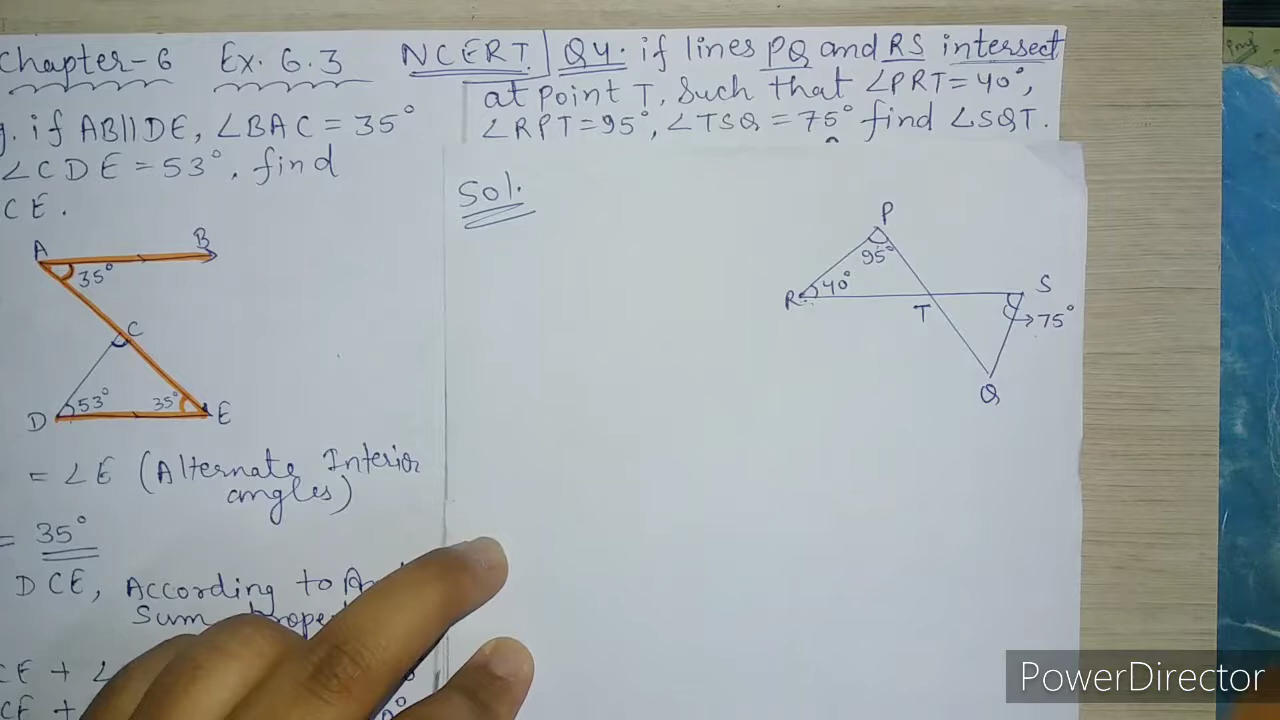 Chapter-6 Ex. 6.3 NCERT.
if AB||DE, ∠BAC = 35°
∠CDE = 53°, find
CE.
A B
35°
C
D 53° 35° E
= ∠E (Alternate Interior
angles)
= 35°
DCE, According to
Sum
CE +
CE +
Q4. if lines PQ and RS intersect
at point T, Such that ∠PRT = 40°,
∠RPT = 95°, ∠TSQ = 75° find ∠SQT.
Sol.
P
95°
R 40° T S
75°
Q
PowerDirector